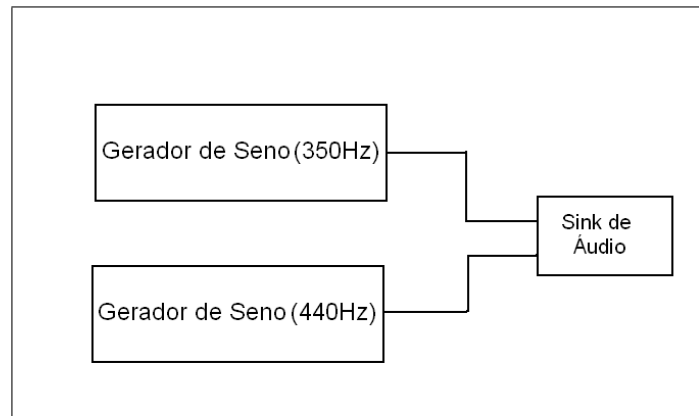 Gerador de Seno (350Hz)
Sink de
Áudio
Gerador de Seno (440Hz)